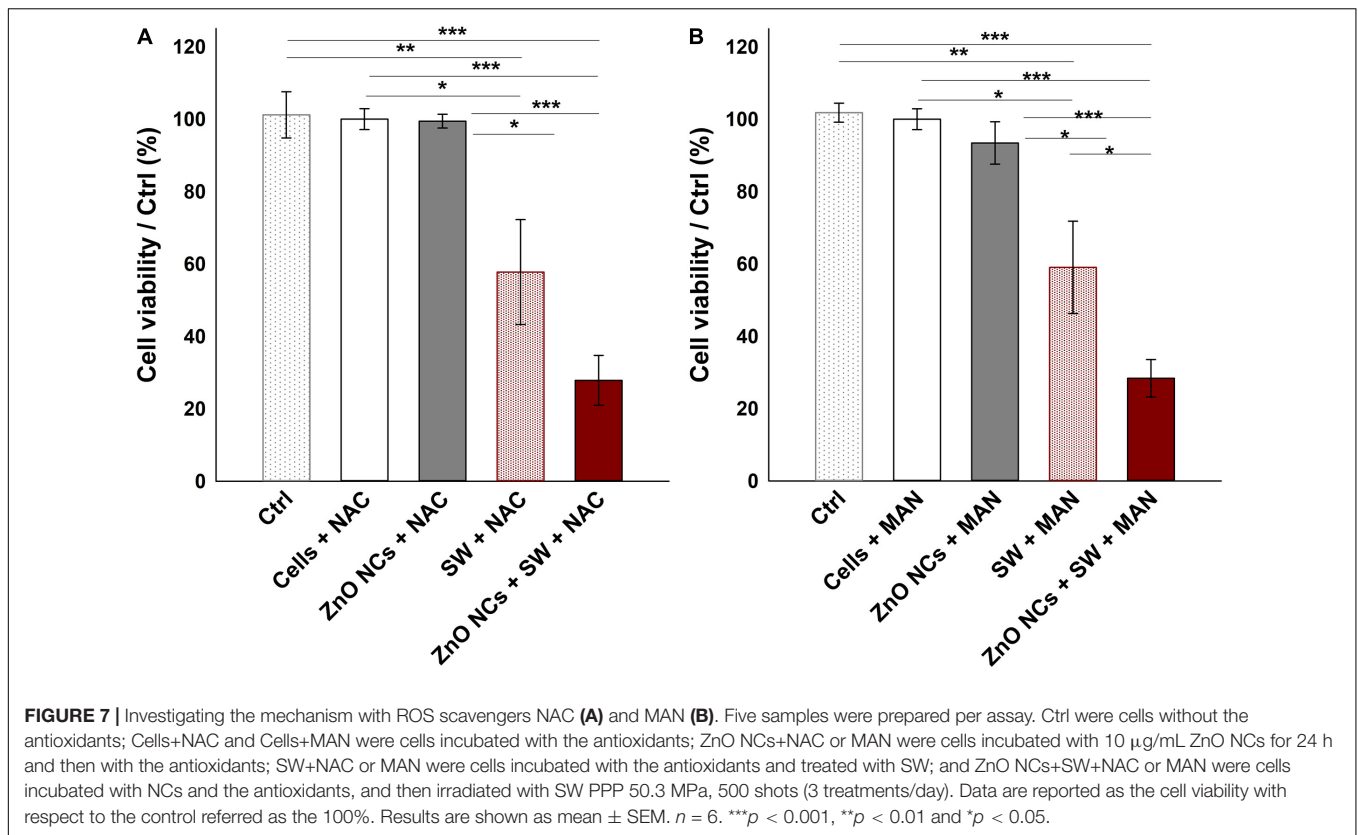 A
Cell viability / Ctrl (%)
120
100
80
60
40
20
0
***
**
***
*
***
*
Ctrl
Cells + NAC
ZnO NCs + NAC
SW + NAC
ZnO NCs + SW + NAC
B
Cell viability / Ctrl (%)
120
100
80
60
40
20
0
***
**
***
*
***
*
*
Ctrl
Cells + MAN
ZnO NCs + MAN
SW + MAN
ZnO NCs + SW + MAN
FIGURE 7 | Investigating the mechanism with ROS scavengers NAC (A) and MAN (B). Five samples were prepared per assay. Ctrl were cells without the
antioxidants; Cells+NAC and Cells+MAN were cells incubated with the antioxidants; ZnO NCs+NAC or MAN were cells incubated with 10 μg/mL ZnO NCs for 24 h
and then with the antioxidants; SW+NAC or MAN were cells incubated with the antioxidants and treated with SW; and ZnO NCs+SW+NAC or MAN were cells
incubated with NCs and the antioxidants, and then irradiated with SW PPP 50.3 MPa, 500 shots (3 treatments/day). Data are reported as the cell viability with
respect to the control referred as the 100%. Results are shown as mean ± SEM. n = 6. ***p < 0.001, **p < 0.01 and *p < 0.05.